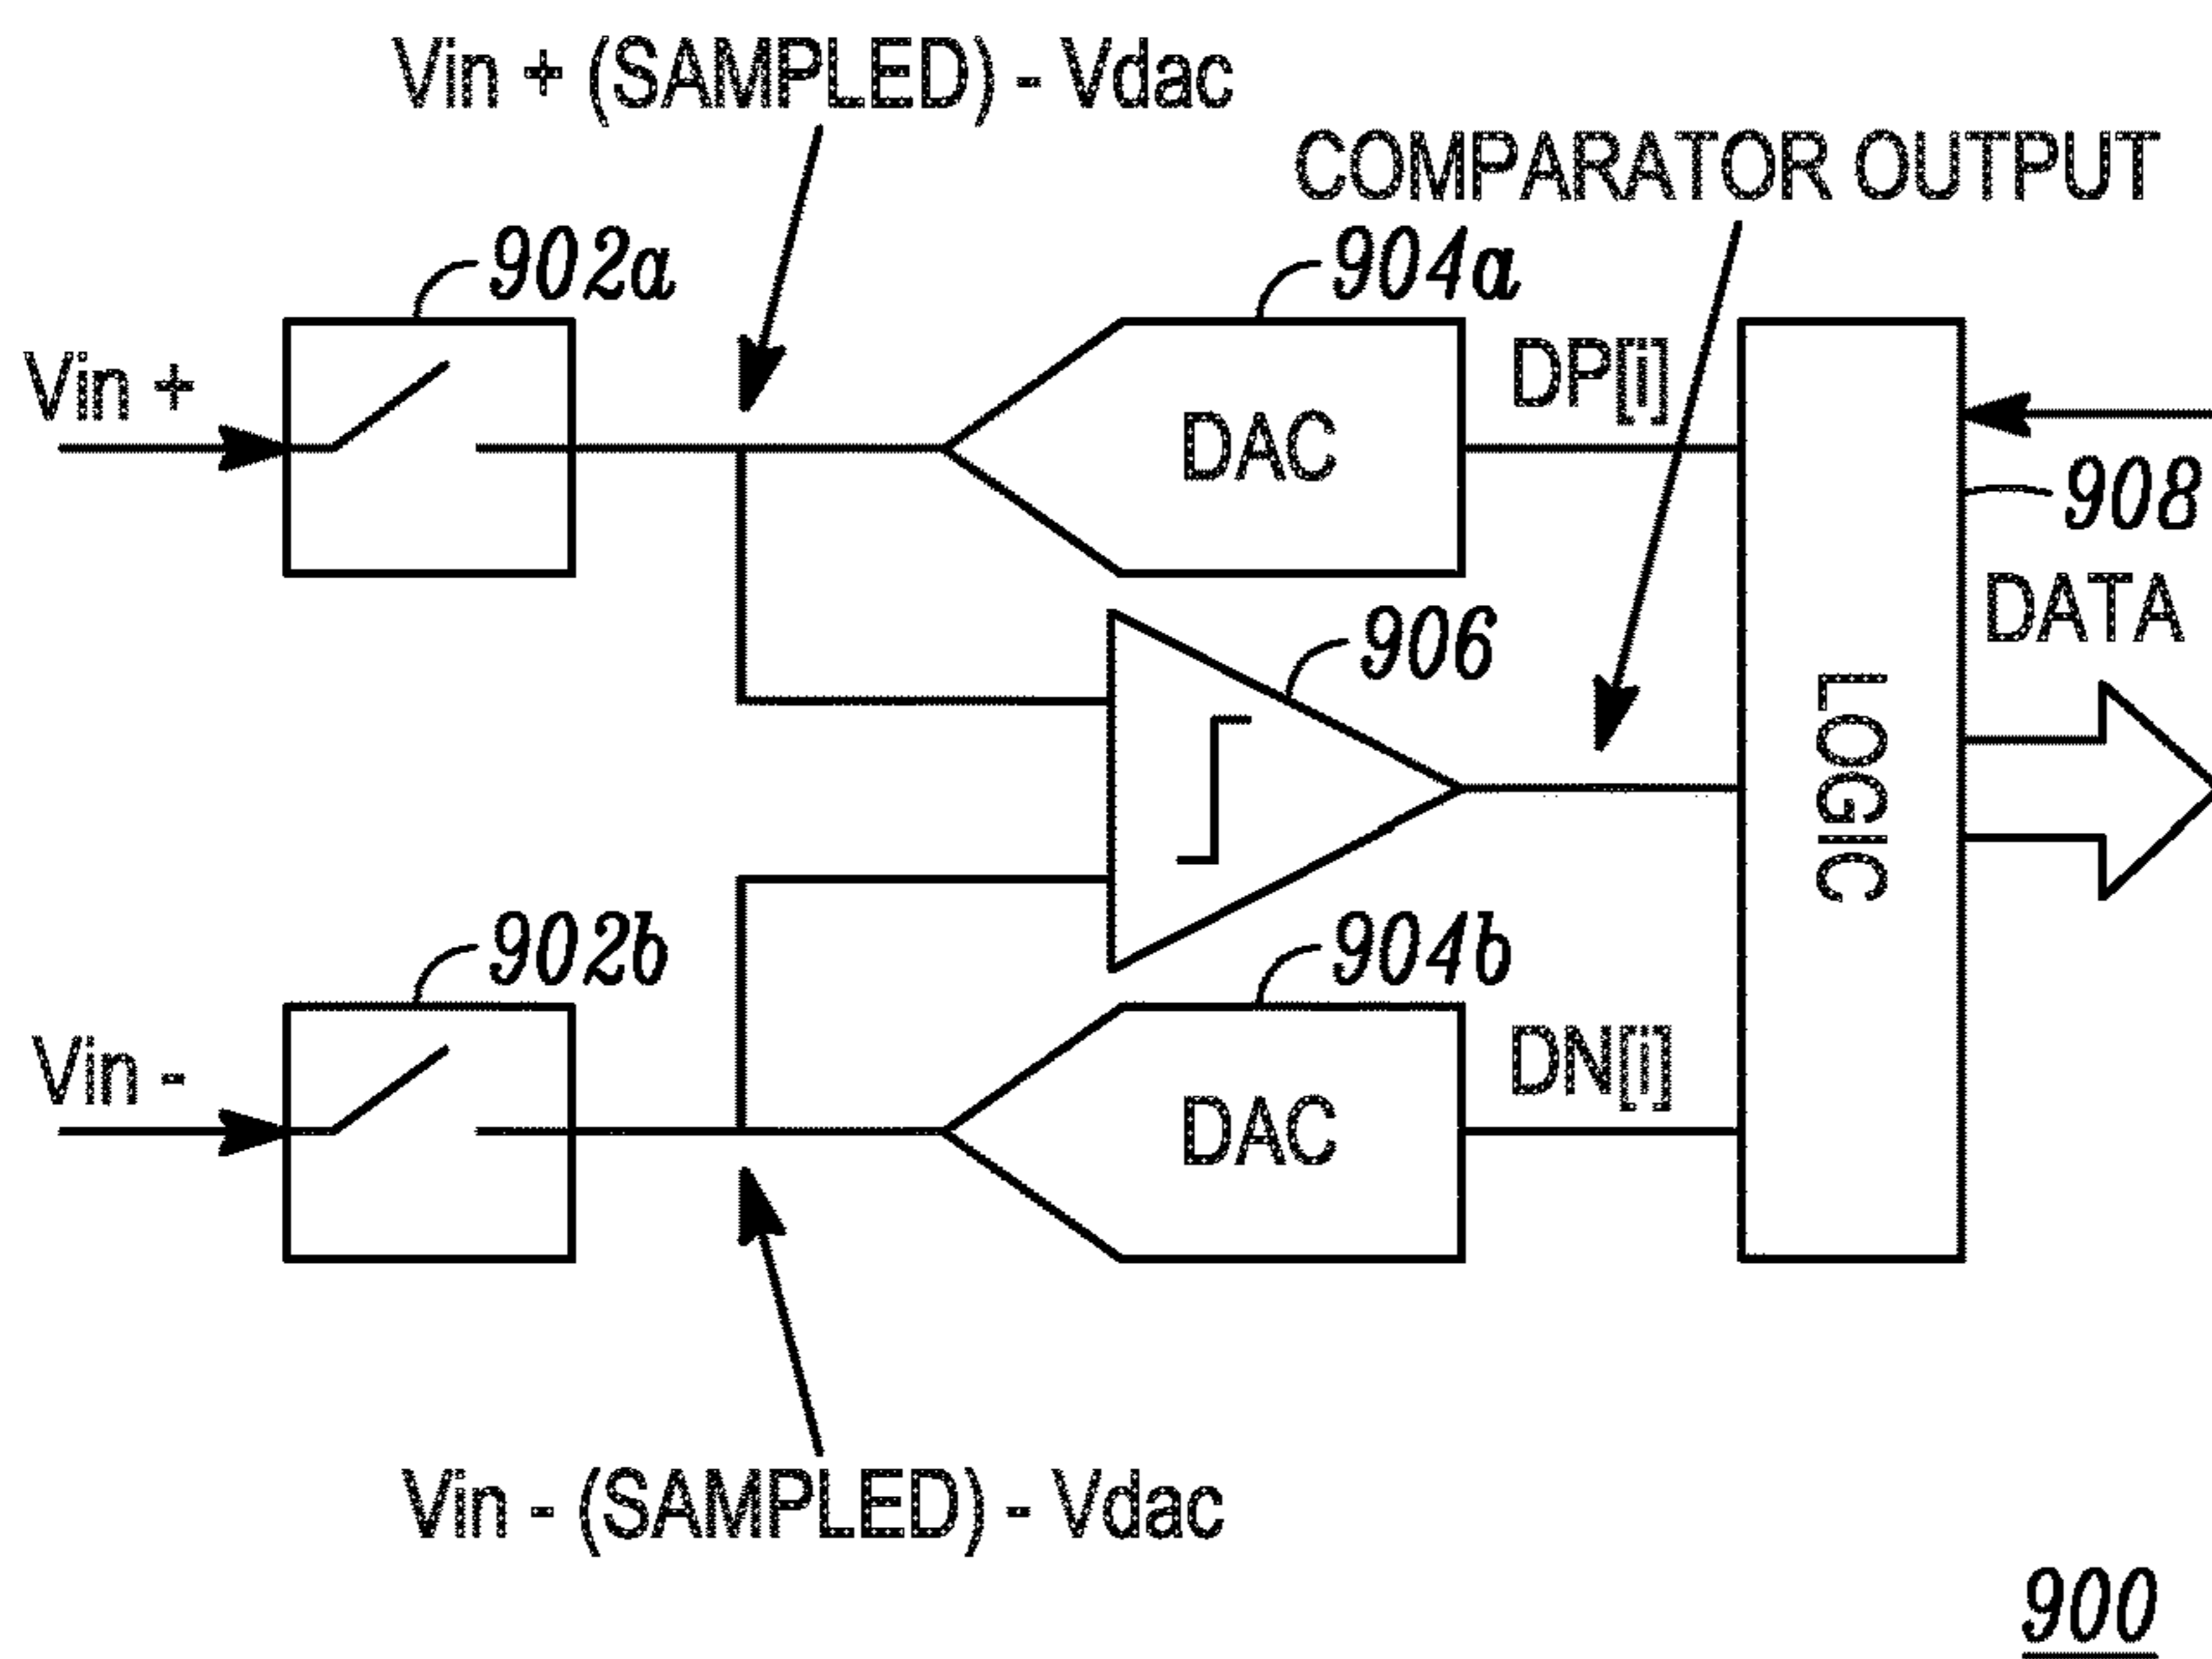 Vin + (SAMPLED) - Vdac
COMPARATOR OUTPUT
902a
904a
Vin +
DP[i]
DAC
908
DATA
906
LOGIC
902b
904b
Vin -
DN[i]
DAC
Vin - (SAMPLED) - Vdac
900